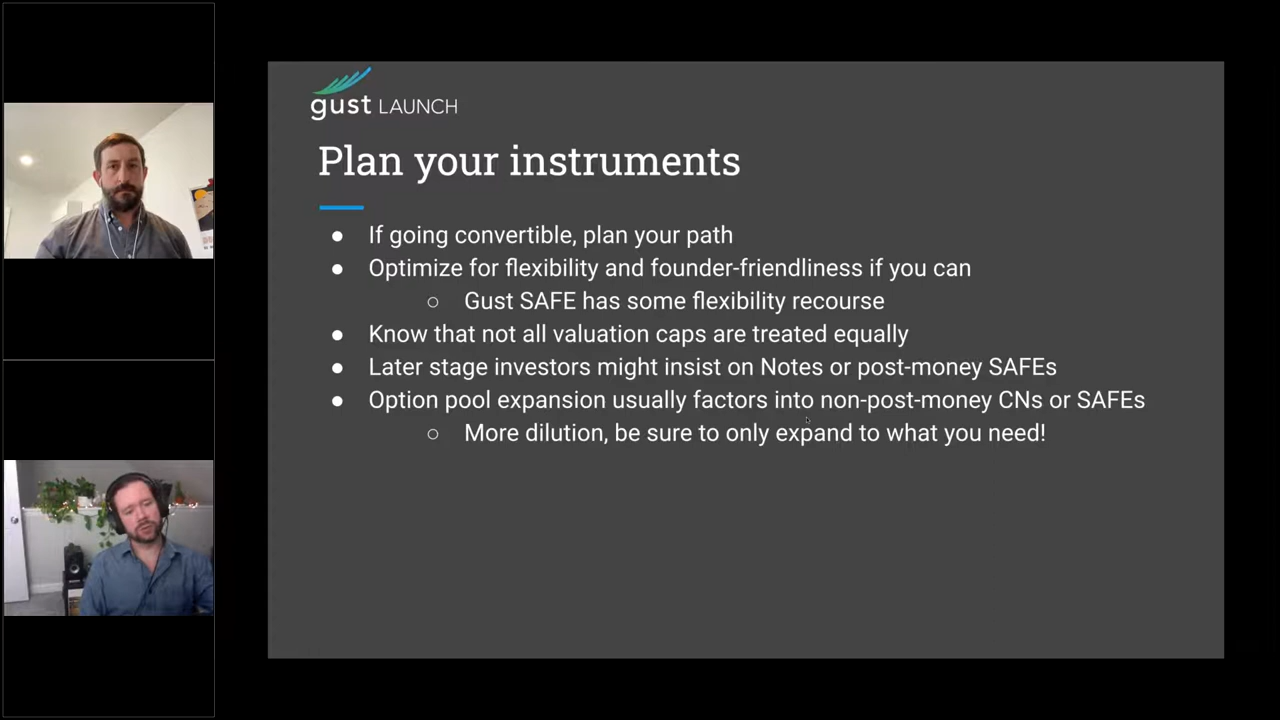 gust LAUNCH
Plan your instruments
● If going convertible, plan your path
● Optimize for flexibility and founder-friendliness if you can
○ Gust SAFE has some flexibility recourse
● Know that not all valuation caps are treated equally
● Later stage investors might insist on Notes or post-money SAFEs
● Option pool expansion usually factors into non-post-money CNs or SAFEs
○ More dilution, be sure to only expand to what you need!